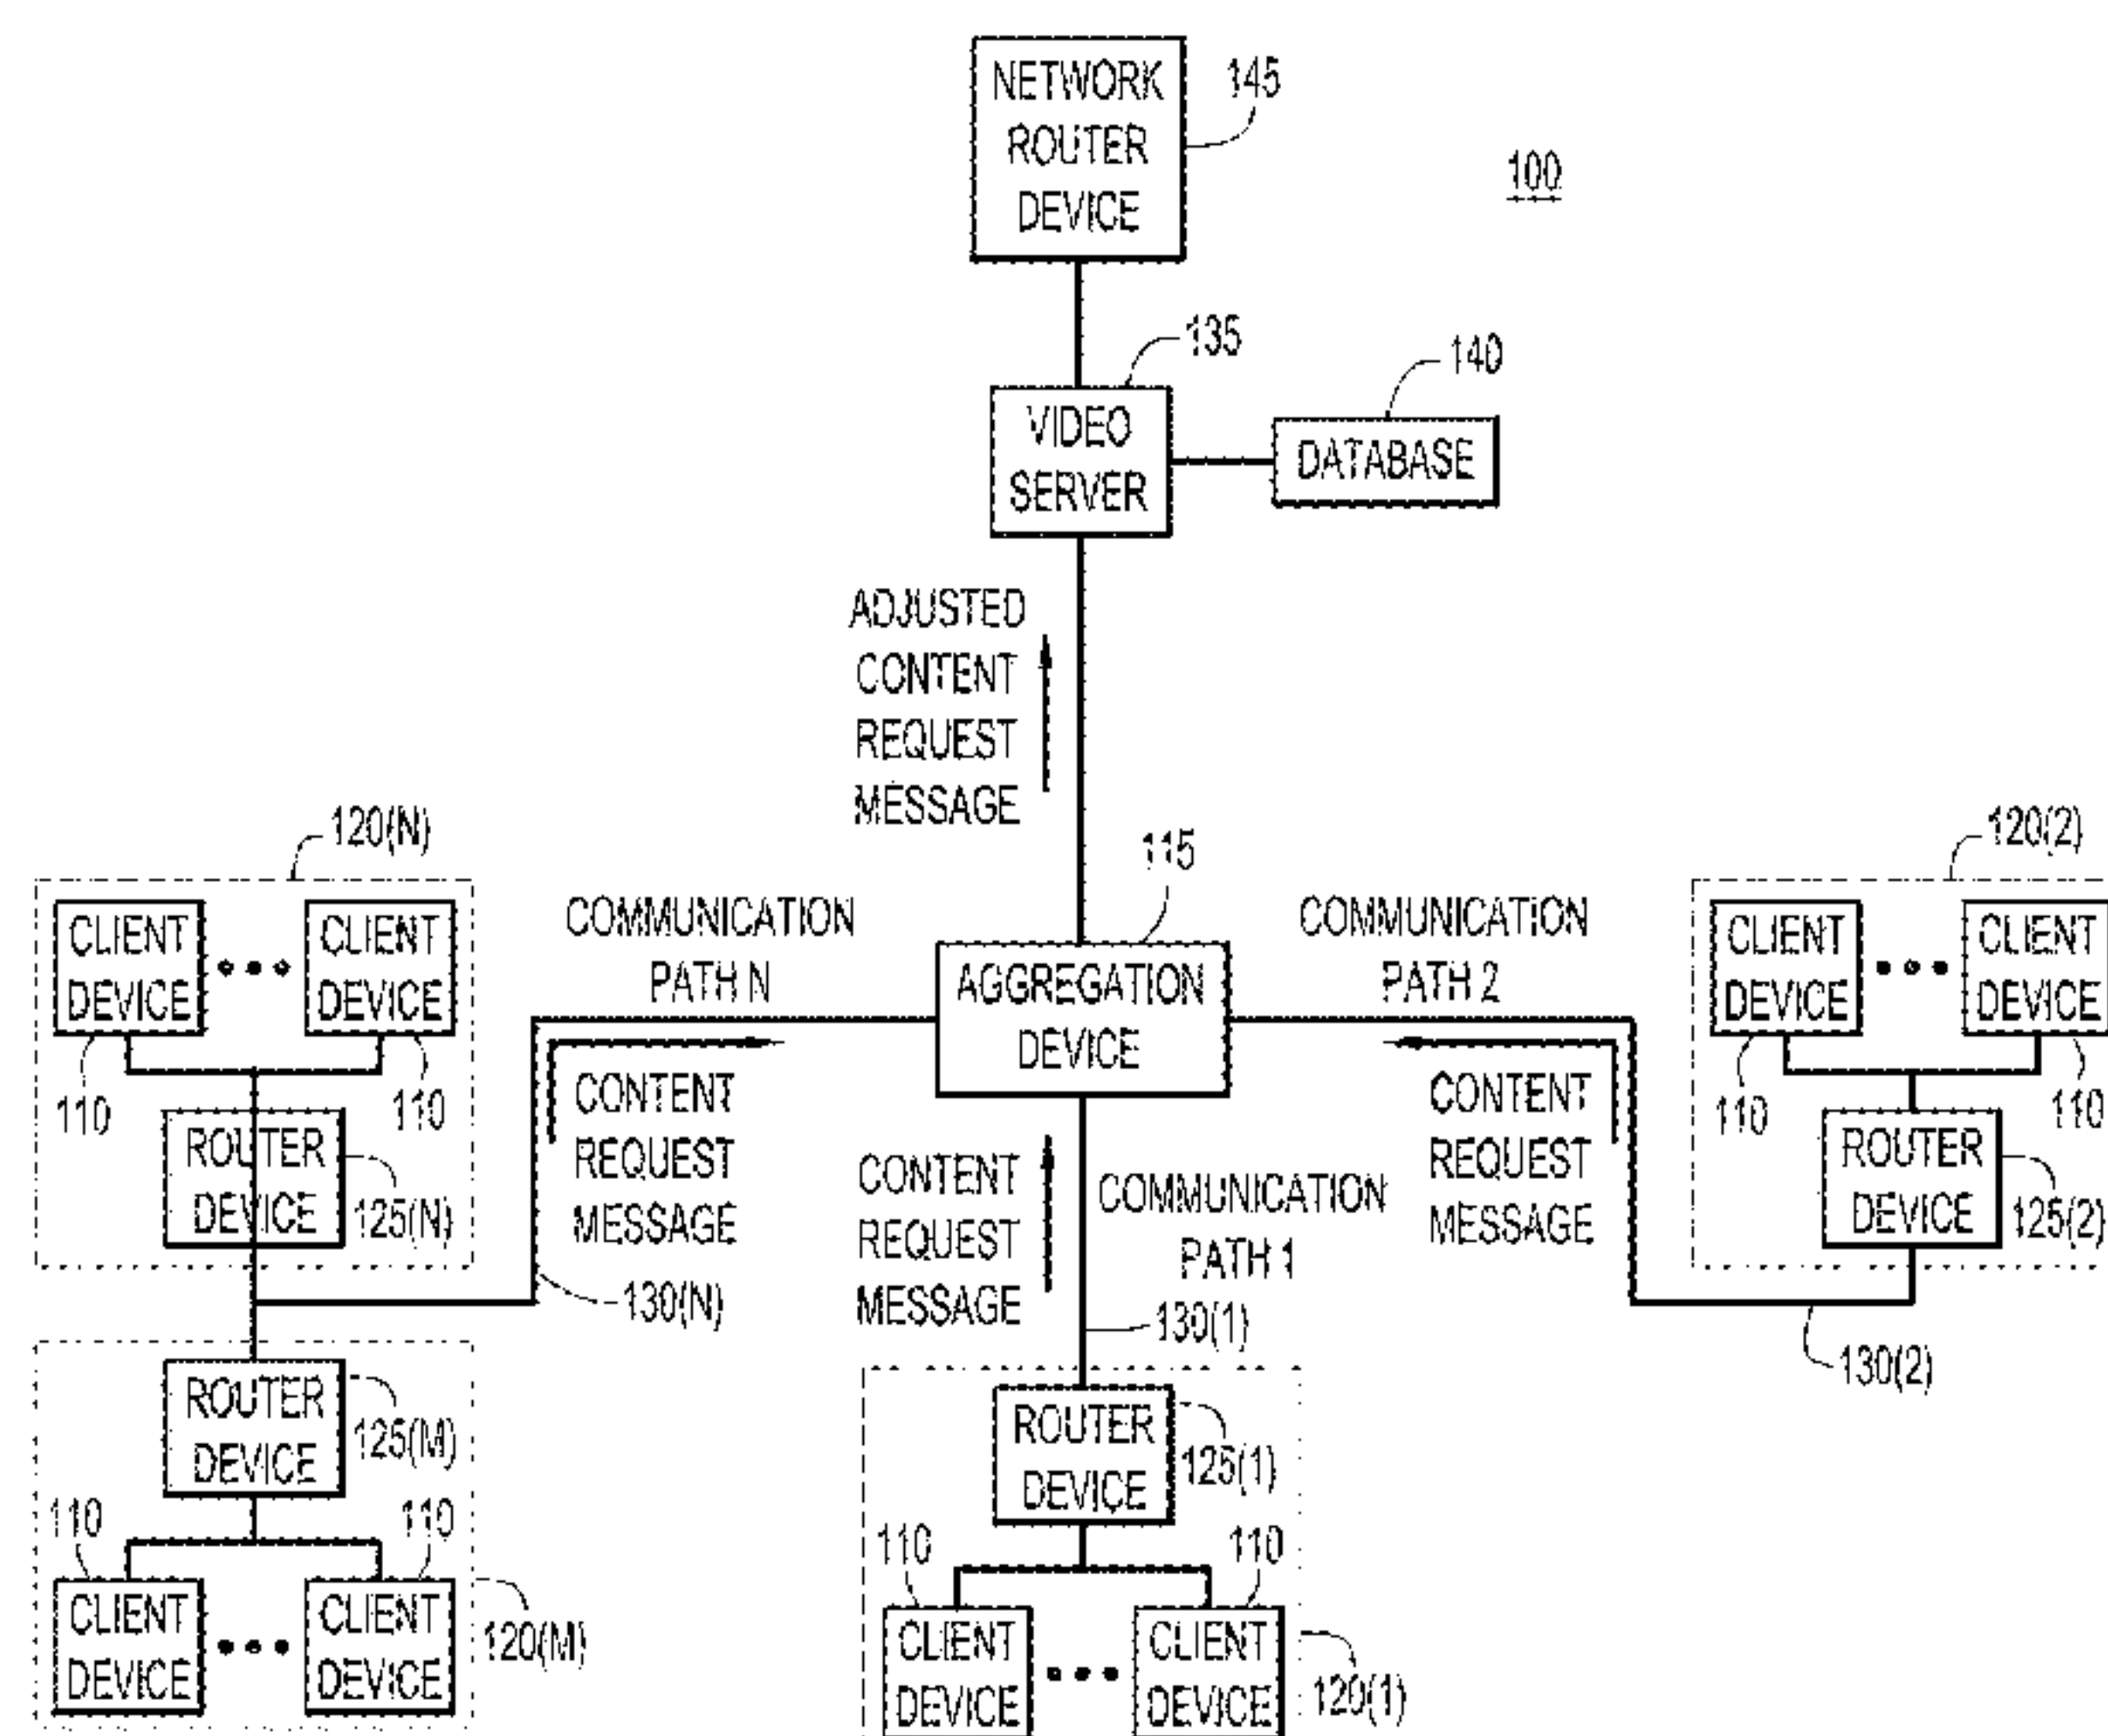 NETWORK
ROUTER
DEVICE
145
100
135
VIDEO
SERVER
140
DATABASE
ADJUSTED
CONTENT
REQUEST
MESSAGE
120(N)
CLIENT
DEVICE
CLIENT
DEVICE
110
110
ROUTER
DEVICE
125(N)
COMMUNICATION
PATH N
CONTENT
REQUEST
MESSAGE
130(N)
115
AGGREGATION
DEVICE
COMMUNICATION
PATH 2
CONTENT
REQUEST
MESSAGE
120(2)
CLIENT
DEVICE
CLIENT
DEVICE
110
110
ROUTER
DEVICE
125(2)
130(2)
CONTENT
REQUEST
MESSAGE
COMMUNICATION
PATH 1
130(1)
ROUTER
DEVICE
125(M)
110
110
CLIENT
DEVICE
CLIENT
DEVICE
120(M)
ROUTER
DEVICE
125(1)
110
110
CLIENT
DEVICE
CLIENT
DEVICE
120(1)